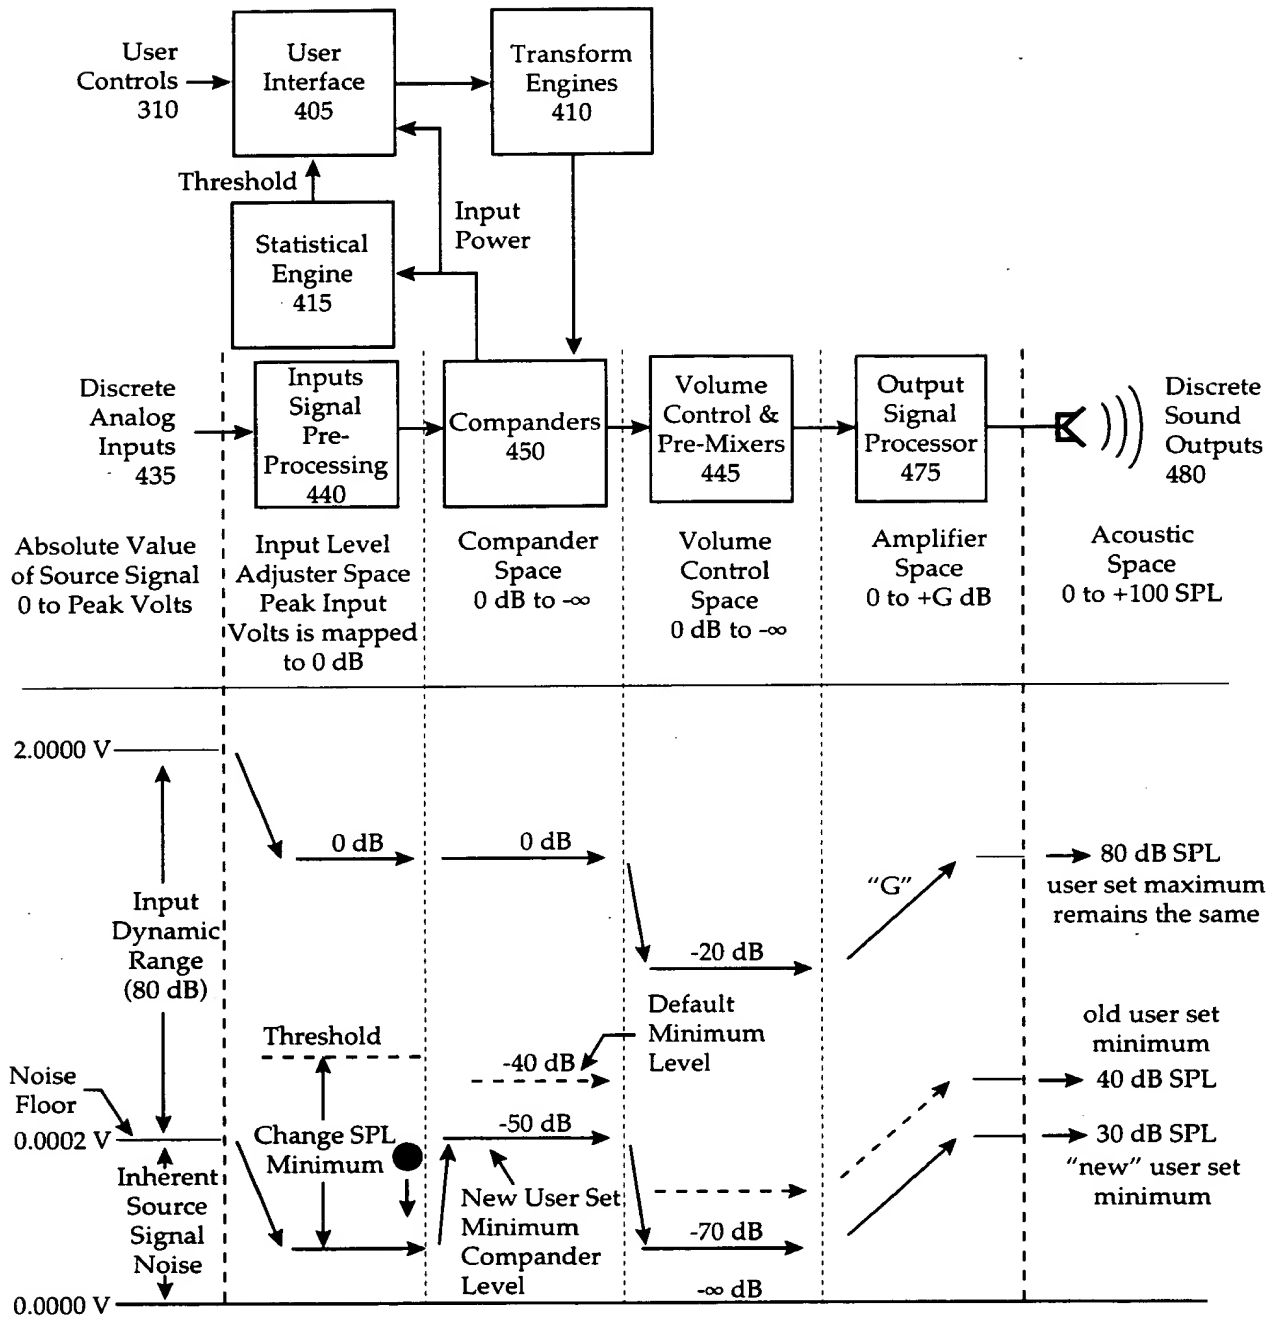 User
Controls
310
User
Interface
405
Transform
Engines
410
Threshold
Input
Power
Statistical
Engine
415
Discrete
Analog
Inputs
435
Inputs
Signal
Pre-
Processing
440
Companders
450
Volume
Control &
Pre-Mixers
445
Output
Signal
Processor
475
Discrete
Sound
Outputs
480
Absolute Value
of Source Signal
0 to Peak Volts
Input Level
Adjuster Space
Peak Input
Volts is mapped
to 0 dB
Compander
Space
0 dB to -∞
Volume
Control
Space
0 dB to -∞
Amplifier
Space
0 to +G dB
Acoustic
Space
0 to +100 SPL
2.0000 V
0 dB
0 dB
"G"
80 dB SPL
user set maximum
remains the same
Input
Dynamic
Range
(80 dB)
-20 dB
Default
Minimum
Level
Threshold
-40 dB
old user set
minimum
40 dB SPL
Noise
Floor
0.0002 V
Change SPL
Minimum
-50 dB
30 dB SPL
"new" user set
minimum
Inherent
Source
Signal
Noise
New User Set
Minimum
Compander
Level
-70 dB
-∞ dB
0.0000 V